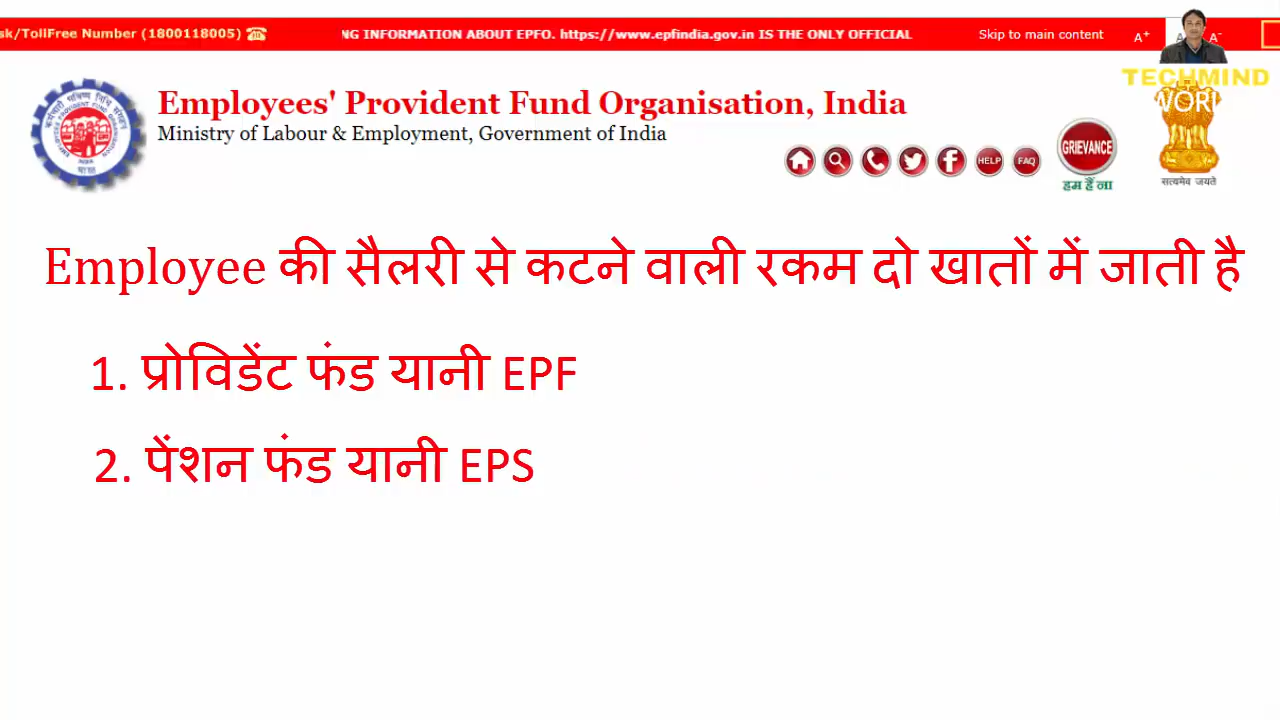 sk/TollFree Number (1800118005)
NG INFORMATION ABOUT EPFO. https://www.epfindia.gov.in IS THE ONLY OFFICIAL
Skip to main content
A+
A-
TECHMIND
WORL
Employees' Provident Fund Organisation, India
Ministry of Labour & Employment, Government of India
HELP
FAQ
GRIEVANCE
हम हैं ना
सत्यमेव जयते
Employee की सैलरी से कटने वाली रकम दो खातों में जाती है
1. प्रोविडेंट फंड यानी EPF
2. पेंशन फंड यानी EPS